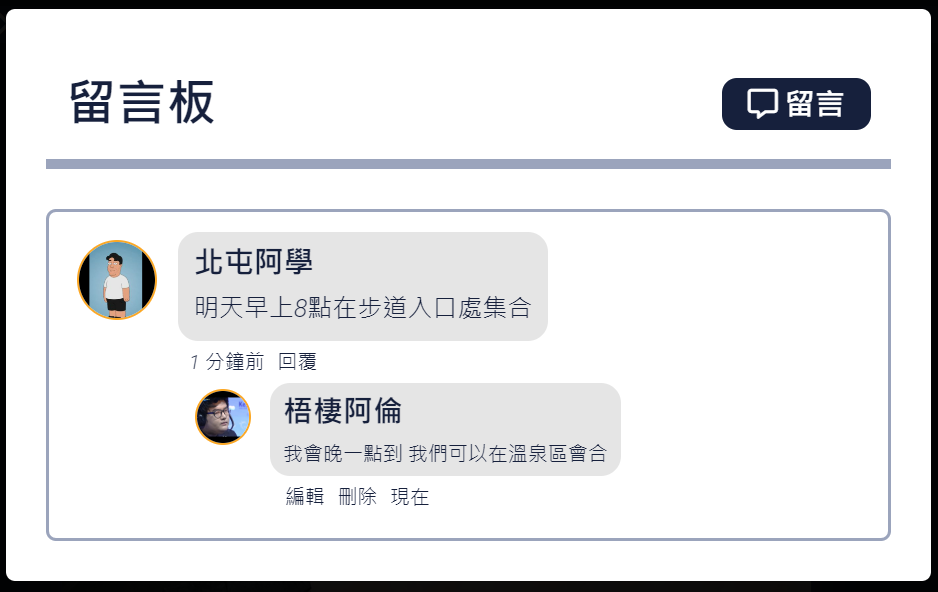 留言板
留言
北屯阿學
明天早上8點在步道入口處集合
1 分鐘前 回覆
梧棲阿倫
我會晚一點到 我們可以在溫泉區會合
編輯 刪除 現在